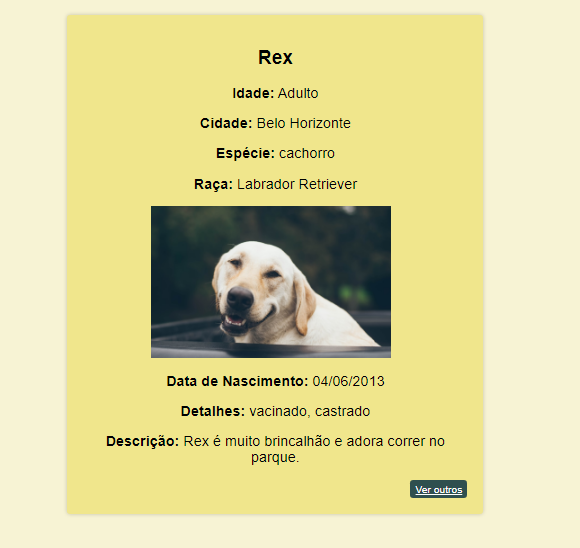 Rex
Idade: Adulto
Cidade: Belo Horizonte
Espécie: cachorro
Raça: Labrador Retriever
Data de Nascimento: 04/06/2013
Detalhes: vacinado, castrado
Descrição: Rex é muito brincalhão e adora correr no
parque.
Ver outros